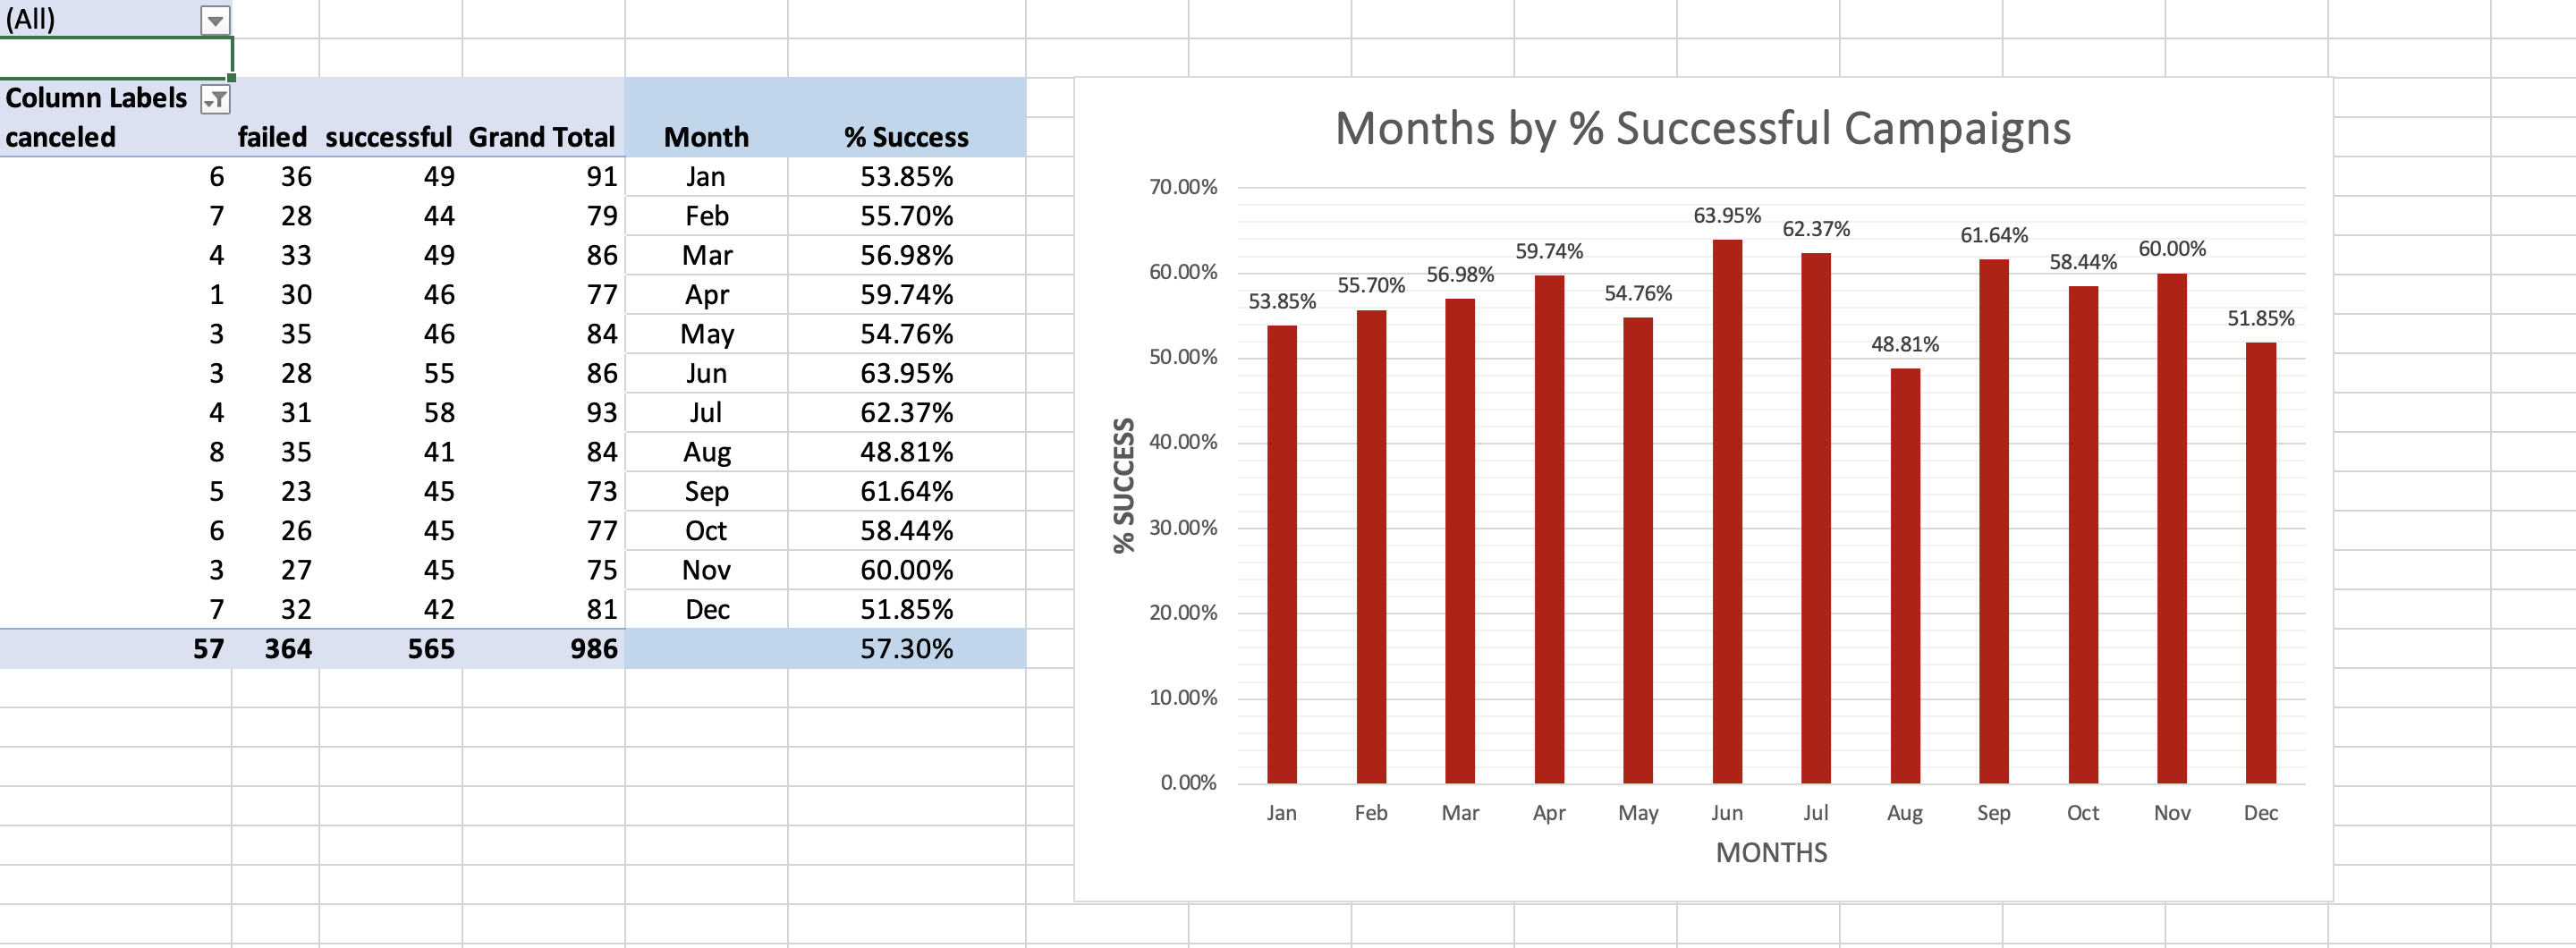 (All)
Column Labels
canceled failed successful Grand Total Month % Success
6 36 49 91 Jan 53.85%
7 28 44 79 Feb 55.70%
4 33 49 86 Mar 56.98%
1 30 46 77 Apr 59.74%
3 35 46 84 May 54.76%
3 28 55 86 Jun 63.95%
4 31 58 93 Jul 62.37%
8 35 41 84 Aug 48.81%
5 23 45 73 Sep 61.64%
6 26 45 77 Oct 58.44%
3 27 45 75 Nov 60.00%
7 32 42 81 Dec 51.85%
57 364 565 986 57.30%
Months by % Successful Campaigns
% SUCCESS
70.00%
60.00%
50.00%
40.00%
30.00%
20.00%
10.00%
0.00%
53.85% 55.70% 56.98% 59.74% 54.76% 63.95% 62.37% 48.81% 61.64% 58.44% 60.00% 51.85%
Jan Feb Mar Apr May Jun Jul Aug Sep Oct Nov Dec
MONTHS